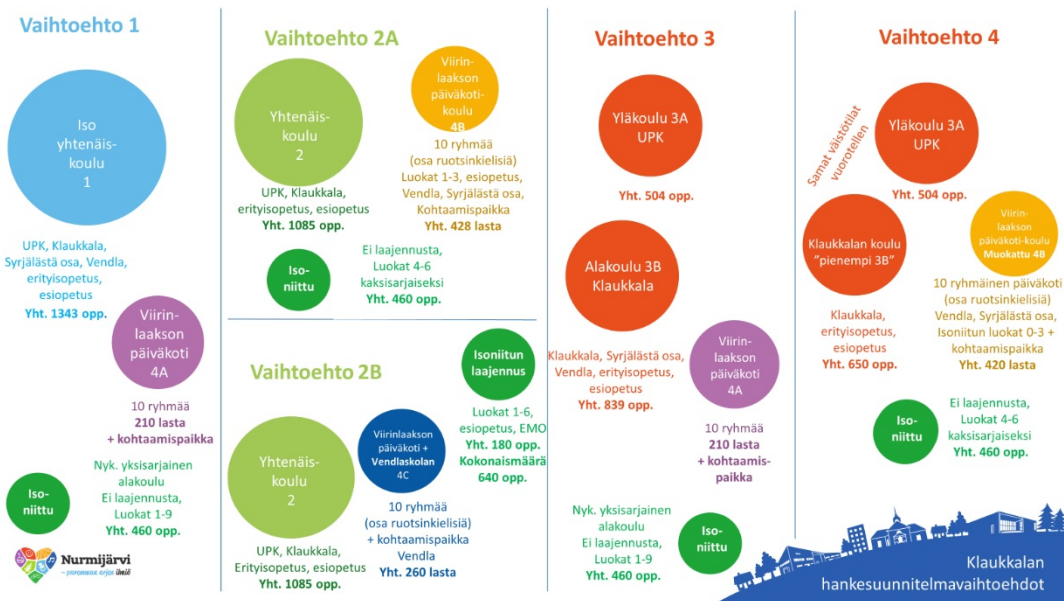 Vaihtoehto 1
Iso
yhtenäis-
koulu
1
UPK, Klaukkala,
Syrjälästä osa, Vendla,
erityisopetus,
esiopetus
Yht. 1343 opp.
Viirin-
laakson
päiväkoti
4A
10 ryhmää
210 lasta
+ kohtaamispaikka
Iso-
niittu
Nyk. yksisarjainen
alakoulu
Ei laajennusta,
Luokat 1-9
Yht. 460 opp.
Nurmijärvi
– paremman arjen ilmiö
Vaihtoehto 2A
Yhtenäis-
koulu
2
UPK, Klaukkala,
erityisopetus, esiopetus
Yht. 1085 opp.
Viirin-
laakson
päiväkoti-
koulu
4B
10 ryhmää
(osa ruotsinkielisiä)
Luokat 1-3, esiopetus,
Vendla, Syrjälästä osa,
Kohtaamispaikka
Yht. 428 lasta
Iso-
niittu
Ei laajennusta,
Luokat 4-6
kaksisarjaiseksi
Yht. 460 opp.
Vaihtoehto 2B
Yhtenäis-
koulu
2
UPK, Klaukkala,
Erityisopetus, esiopetus
Yht. 1085 opp.
Viirinlaakson
päiväkoti +
Vendlaskolan
4C
10 ryhmää
(osa ruotsinkielisiä)
+ kohtaamispaikka
Vendla
Yht. 260 lasta
Isoniitun
laajennus
Luokat 1-6,
esiopetus, EMO
Yht. 180 opp.
Kokonaismäärä
640 opp.
Vaihtoehto 3
Yläkoulu 3A
UPK
Yht. 504 opp.
Alakoulu 3B
Klaukkala
Klaukkala, Syrjälästä osa,
Vendla, erityisopetus,
esiopetus
Yht. 839 opp.
Viirin-
laakson
päiväkoti
4A
10 ryhmää
210 lasta
+ kohtaamis-
paikka
Nyk. yksisarjainen
alakoulu
Ei laajennusta,
Luokat 1-9
Yht. 460 opp.
Iso-
niittu
Vaihtoehto 4
Samat väistötilat
vuorotellen
Yläkoulu 3A
UPK
Yht. 504 opp.
Klaukkalan koulu
”pienempi 3B”
Klaukkala,
erityisopetus,
esiopetus
Yht. 650 opp.
Viirin-
laakson
päiväkoti-koulu
Muokattu 4B
10 ryhmäinen päiväkoti
(osa ruotsinkielisiä)
Vendla, Syrjälästä osa,
Isoniitun luokat 0-3 +
kohtaamispaikka
Yht. 420 lasta
Iso-
niittu
Ei laajennusta,
Luokat 4-6
kaksisarjaiseksi
Yht. 460 opp.
Klaukkalan
hankesuunnitelmavaihtoehdot